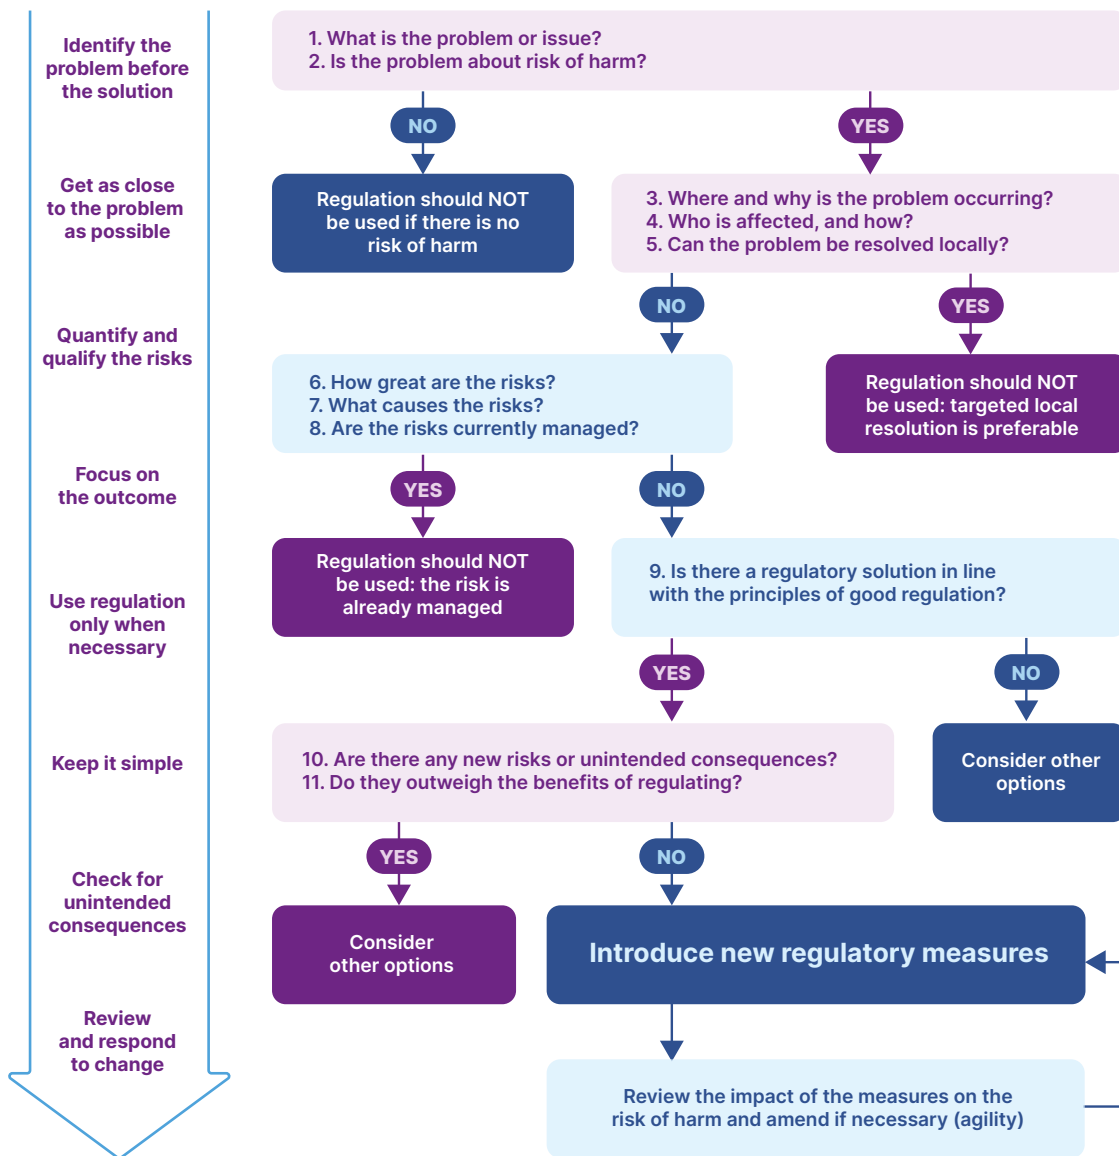 Identify the
problem before
the solution
1. What is the problem or issue?
2. Is the problem about risk of harm?
NO
YES
Get as close
to the problem
as possible
Regulation should NOT
be used if there is no
risk of harm
3. Where and why is the problem occurring?
4. Who is affected, and how?
5. Can the problem be resolved locally?
NO
YES
Quantify and
qualify the risks
6. How great are the risks?
7. What causes the risks?
8. Are the risks currently managed?
Regulation should NOT
be used: targeted local
resolution is preferable
Focus on
the outcome
YES
NO
Use regulation
only when
necessary
Regulation should NOT
be used: the risk is
already managed
9. Is there a regulatory solution in line
with the principles of good regulation?
YES
NO
Keep it simple
10. Are there any new risks or unintended consequences?
11. Do they outweigh the benefits of regulating?
Consider other
options
YES
NO
Check for
unintended
consequences
Consider
other options
Introduce new regulatory measures
Review
and respond
to change
Review the impact of the measures on the
risk of harm and amend if necessary (agility)